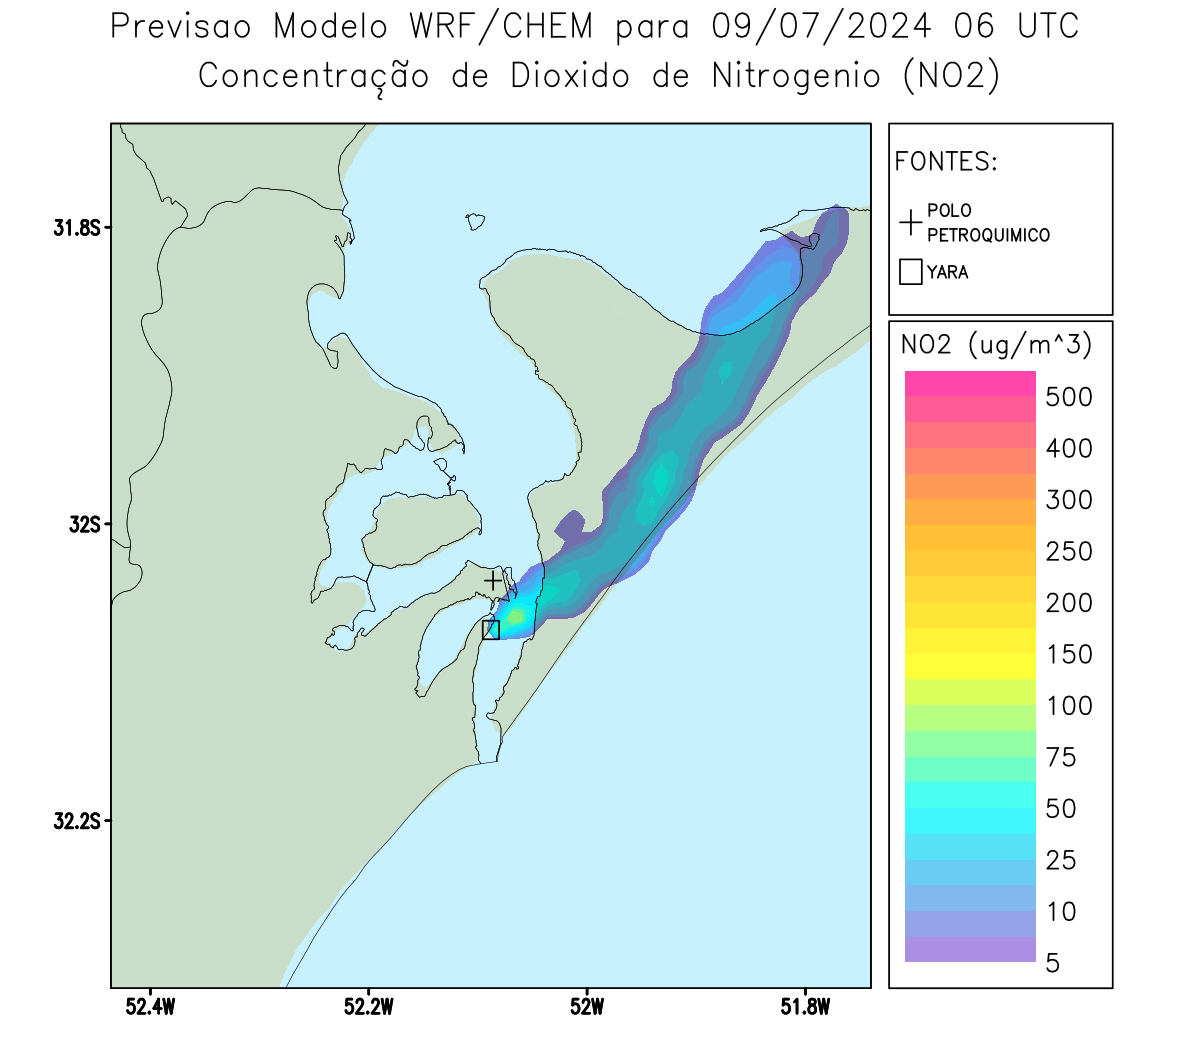 Previsao Modelo WRF/CHEM para 09/07/2024 06 UTC
Concentração de Dioxido de Nitrogenio (NO2)
FONTES:
POLO
PETROQUIMICO
YARA
NO2 (ug/m^3)
500
400
300
250
200
150
100
75
50
25
10
5
31.8S
32S
32.2S
52.4W
52.2W
52W
51.8W